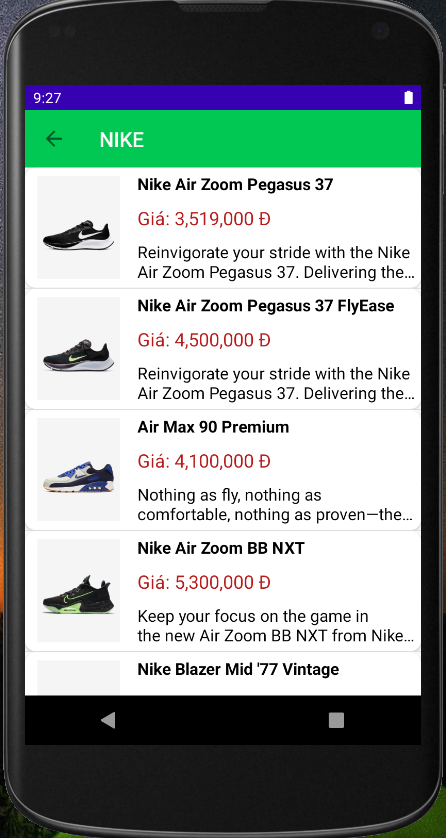 9:27
NIKE
Nike Air Zoom Pegasus 37
Giá: 3,519,000 Đ
Reinvigorate your stride with the Nike
Air Zoom Pegasus 37. Delivering the...
Nike Air Zoom Pegasus 37 FlyEase
Giá: 4,500,000 Đ
Reinvigorate your stride with the Nike
Air Zoom Pegasus 37. Delivering the...
Air Max 90 Premium
Giá: 4,100,000 Đ
Nothing as fly, nothing as
comfortable, nothing as proven—the...
Nike Air Zoom BB NXT
Giá: 5,300,000 Đ
Keep your focus on the game in
the new Air Zoom BB NXT from Nike...
Nike Blazer Mid '77 Vintage